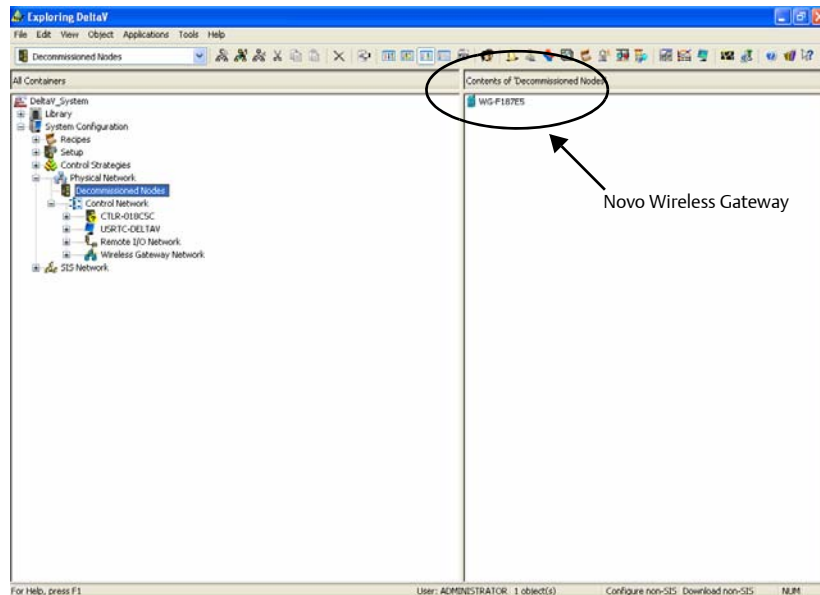 Exploring DeltaV
File Edit View Object Applications Tools Help
Decommissioned Nodes
All Containers
Contents of 'Decommissioned Nodes'
DeltaV_System
Library
System Configuration
Recipes
Setup
Control Strategies
Physical Network
Decommissioned Nodes
Control Network
CTLR-018C5C
USRTC-DELTAV
Remote I/O Network
Wireless Gateway Network
SIS Network
WG-F187E5
Novo Wireless Gateway
For Help, press F1
User: ADMINISTRATOR 1 object(s) Configure non-SIS Download non-SIS NUM